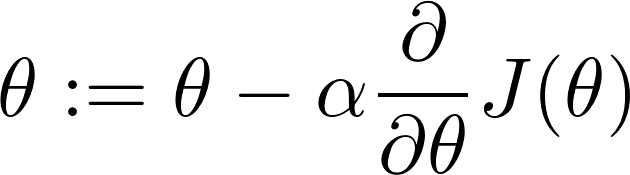 θ := θ − α ∂/∂θ J(θ)